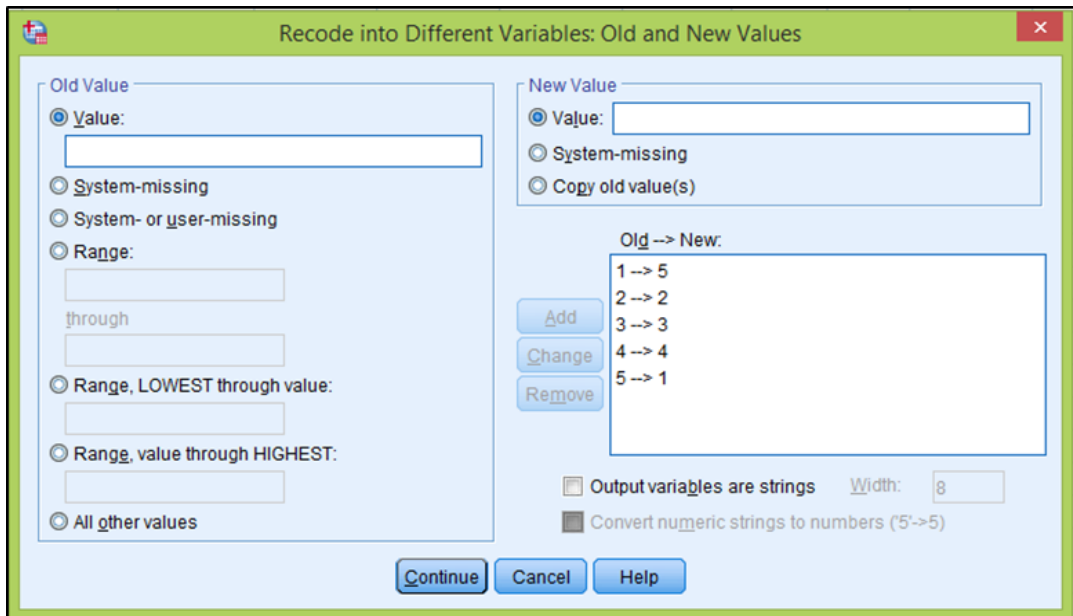 Recode into Different Variables: Old and New Values
Old Value
Value:
System-missing
System- or user-missing
Range:
through
Range, LOWEST through value:
Range, value through HIGHEST:
All other values
New Value
Value:
System-missing
Copy old value(s)
Old --> New:
1 --> 5
2 --> 2
3 --> 3
4 --> 4
5 --> 1
Add
Change
Remove
Output variables are strings Width: 8
Convert numeric strings to numbers ('5'->5)
Continue Cancel Help